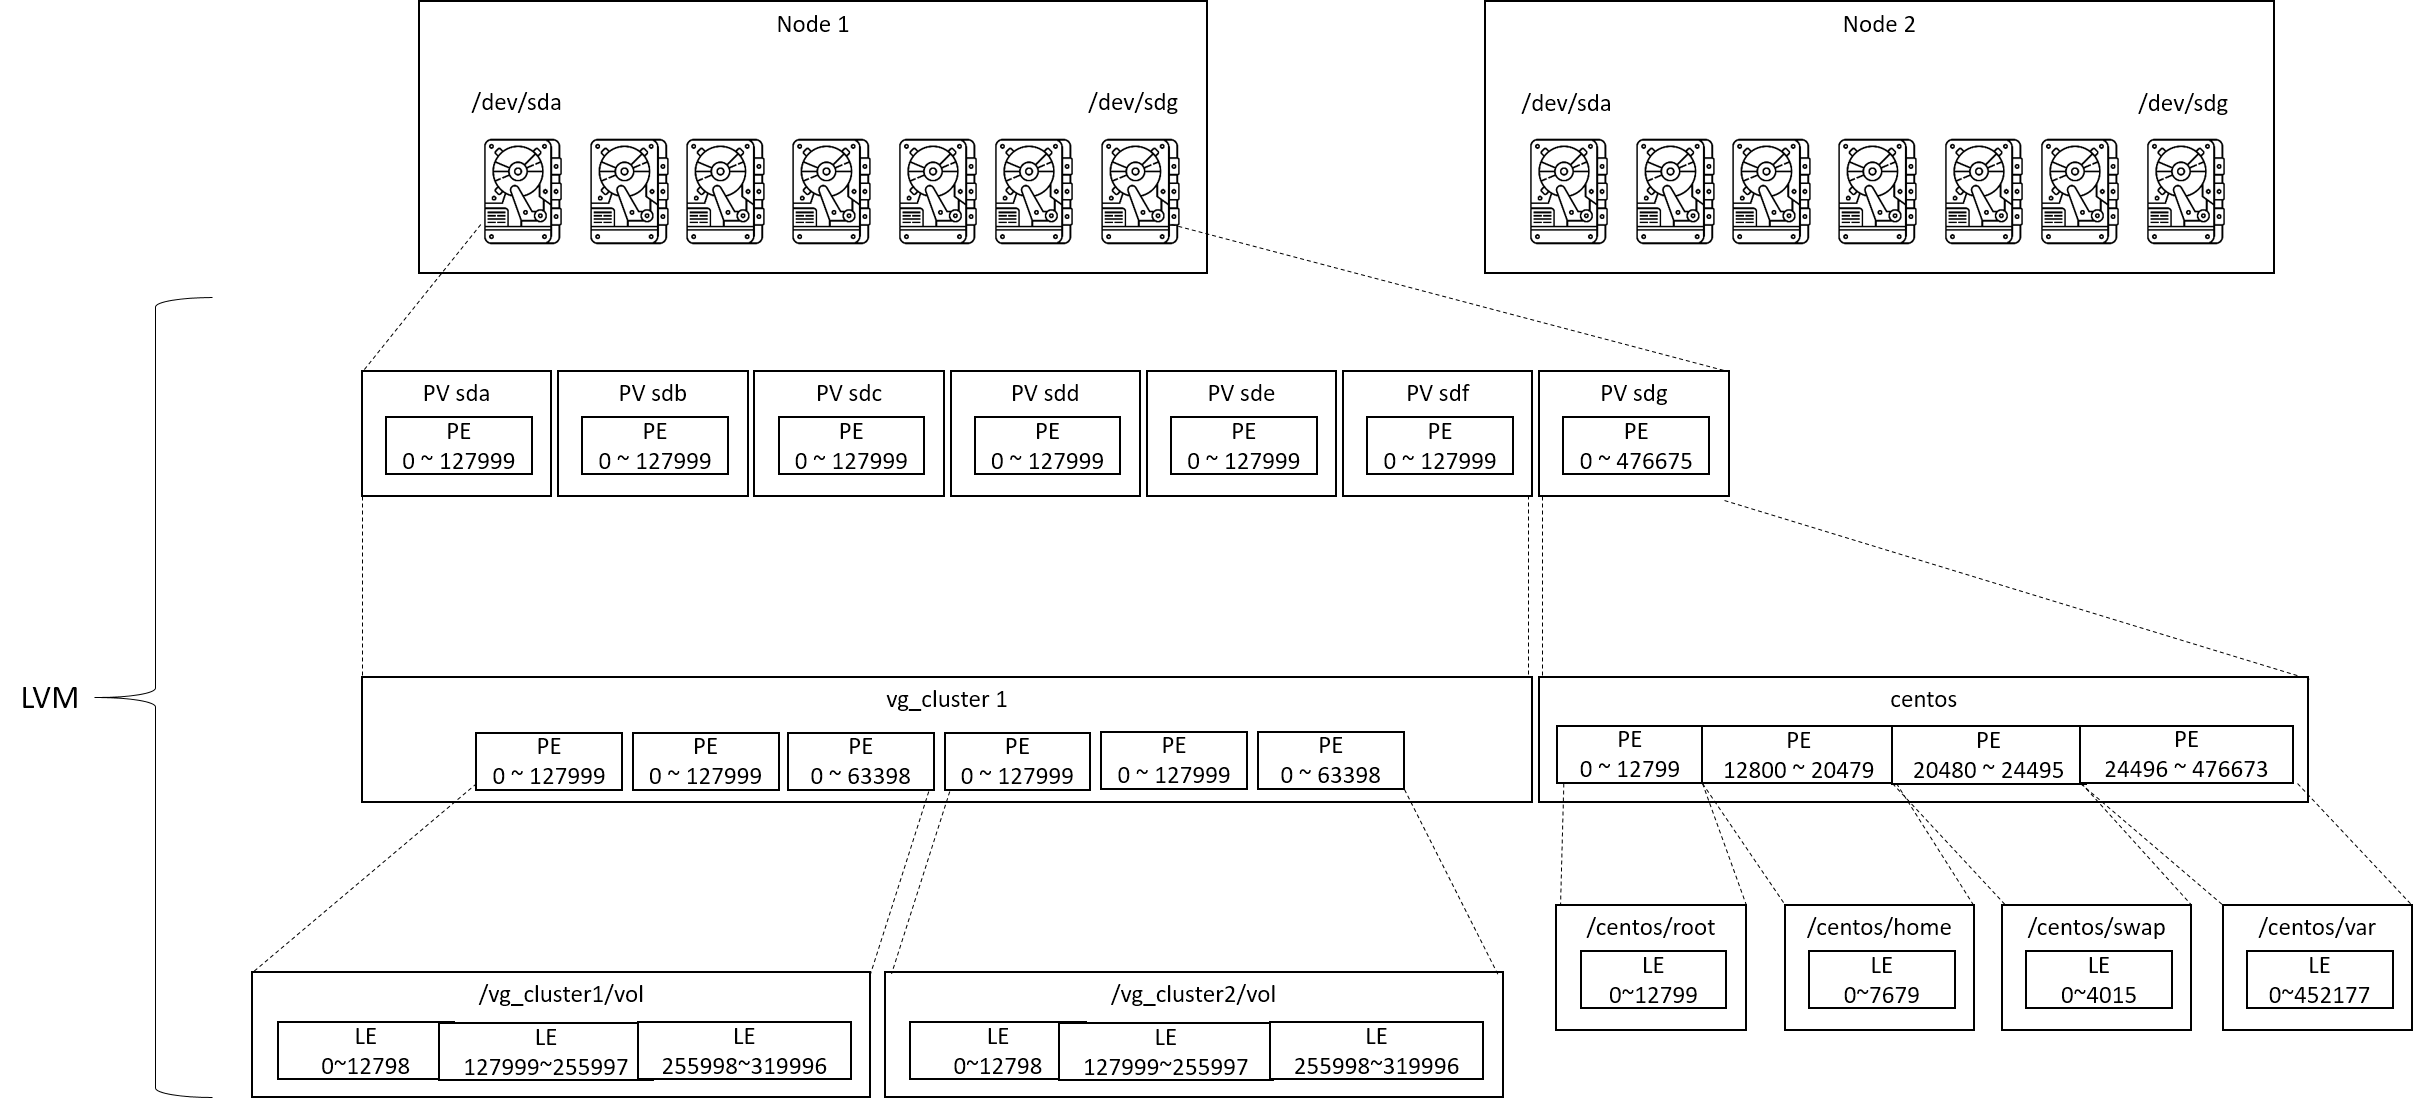 Node 1
Node 2
/dev/sda
/dev/sdg
/dev/sda
/dev/sdg
LVM
PV sda
PE
0 ~ 127999
PV sdb
PE
0 ~ 127999
PV sdc
PE
0 ~ 127999
PV sdd
PE
0 ~ 127999
PV sde
PE
0 ~ 127999
PV sdf
PE
0 ~ 127999
PV sdg
PE
0 ~ 476675
vg_cluster 1
PE
0 ~ 127999
PE
0 ~ 127999
PE
0 ~ 63398
PE
0 ~ 127999
PE
0 ~ 127999
PE
0 ~ 63398
centos
PE
0 ~ 12799
PE
12800 ~ 20479
PE
20480 ~ 24495
PE
24496 ~ 476673
/vg_cluster1/vol
LE
0~12798
LE
127999~255997
LE
255998~319996
/vg_cluster2/vol
LE
0~12798
LE
127999~255997
LE
255998~319996
/centos/root
LE
0~12799
/centos/home
LE
0~7679
/centos/swap
LE
0~4015
/centos/var
LE
0~452177